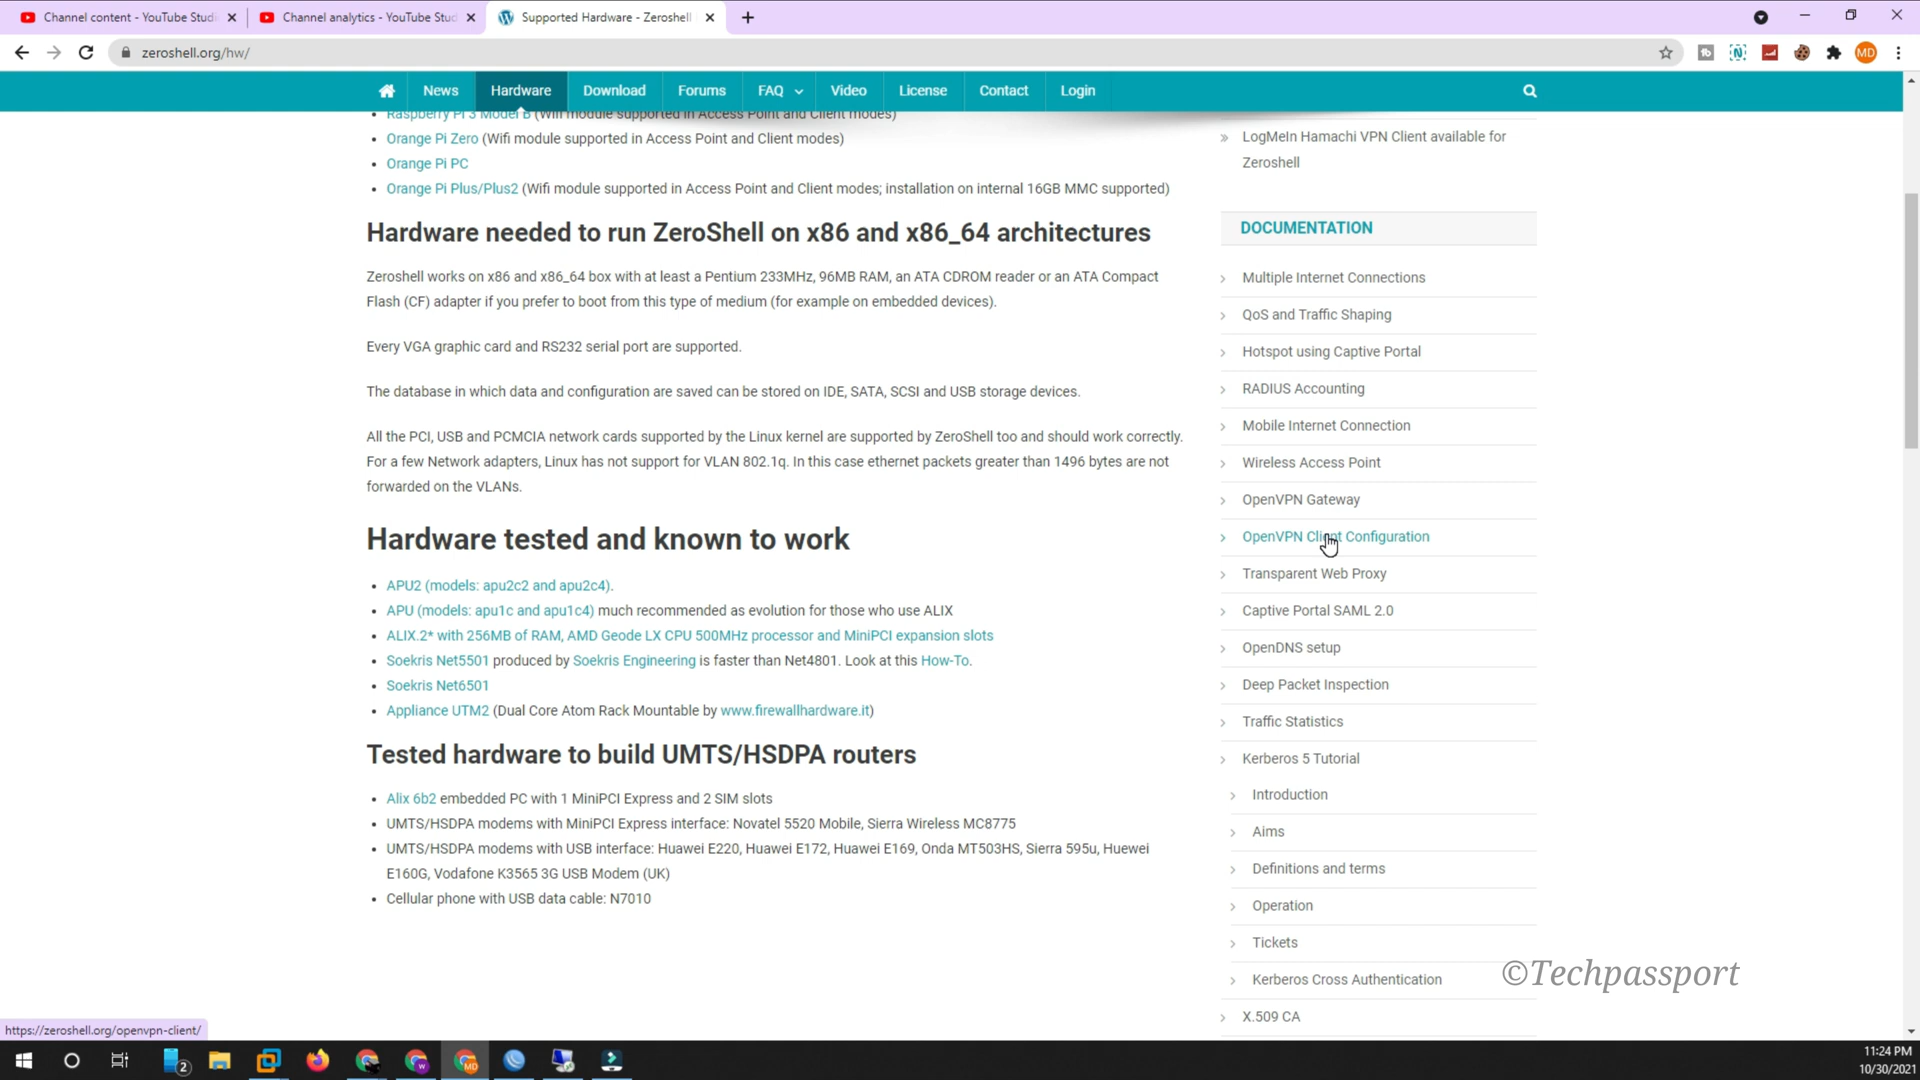 Channel content - YouTube Studi
Channel analytics - YouTube Stud
Supported Hardware - Zeroshell
zeroshell.org/hw/
MD
News
Hardware
Download
Forums
FAQ
Video
License
Contact
Login
Raspberry Pi 3 Model B (Wifi module supported in Access Point and Client modes)
Orange Pi Zero (Wifi module supported in Access Point and Client modes)
Orange Pi PC
Orange Pi Plus/Plus2 (Wifi module supported in Access Point and Client modes; installation on internal 16GB MMC supported)
Hardware needed to run ZeroShell on x86 and x86_64 architectures
Zeroshell works on x86 and x86_64 box with at least a Pentium 233MHz, 96MB RAM, an ATA CDROM reader or an ATA Compact
Flash (CF) adapter if you prefer to boot from this type of medium (for example on embedded devices).
Every VGA graphic card and RS232 serial port are supported.
The database in which data and configuration are saved can be stored on IDE, SATA, SCSI and USB storage devices.
All the PCI, USB and PCMCIA network cards supported by the Linux kernel are supported by ZeroShell too and should work correctly.
For a few Network adapters, Linux has not support for VLAN 802.1q. In this case ethernet packets greater than 1496 bytes are not
forwarded on the VLANs.
Hardware tested and known to work
APU2 (models: apu2c2 and apu2c4).
APU (models: apu1c and apu1c4) much recommended as evolution for those who use ALIX
ALIX.2* with 256MB of RAM, AMD Geode LX CPU 500MHz processor and MiniPCI expansion slots
Soekris Net5501 produced by Soekris Engineering is faster than Net4801. Look at this How-To.
Soekris Net6501
Appliance UTM2 (Dual Core Atom Rack Mountable by www.firewallhardware.it)
Tested hardware to build UMTS/HSDPA routers
Alix 6b2 embedded PC with 1 MiniPCI Express and 2 SIM slots
UMTS/HSDPA modems with MiniPCI Express interface: Novatel 5520 Mobile, Sierra Wireless MC8775
UMTS/HSDPA modems with USB interface: Huawei E220, Huawei E172, Huawei E169, Onda MT503HS, Sierra 595u, Huewei
E160G, Vodafone K3565 3G USB Modem (UK)
Cellular phone with USB data cable: N7010
LogMeIn Hamachi VPN Client available for
Zeroshell
DOCUMENTATION
Multiple Internet Connections
QoS and Traffic Shaping
Hotspot using Captive Portal
RADIUS Accounting
Mobile Internet Connection
Wireless Access Point
OpenVPN Gateway
OpenVPN Client Configuration
Transparent Web Proxy
Captive Portal SAML 2.0
OpenDNS setup
Deep Packet Inspection
Traffic Statistics
Kerberos 5 Tutorial
Introduction
Aims
Definitions and terms
Operation
Tickets
Kerberos Cross Authentication
X.509 CA
©Techpassport
https://zeroshell.org/openvpn-client/
2
11:24 PM
10/30/2021